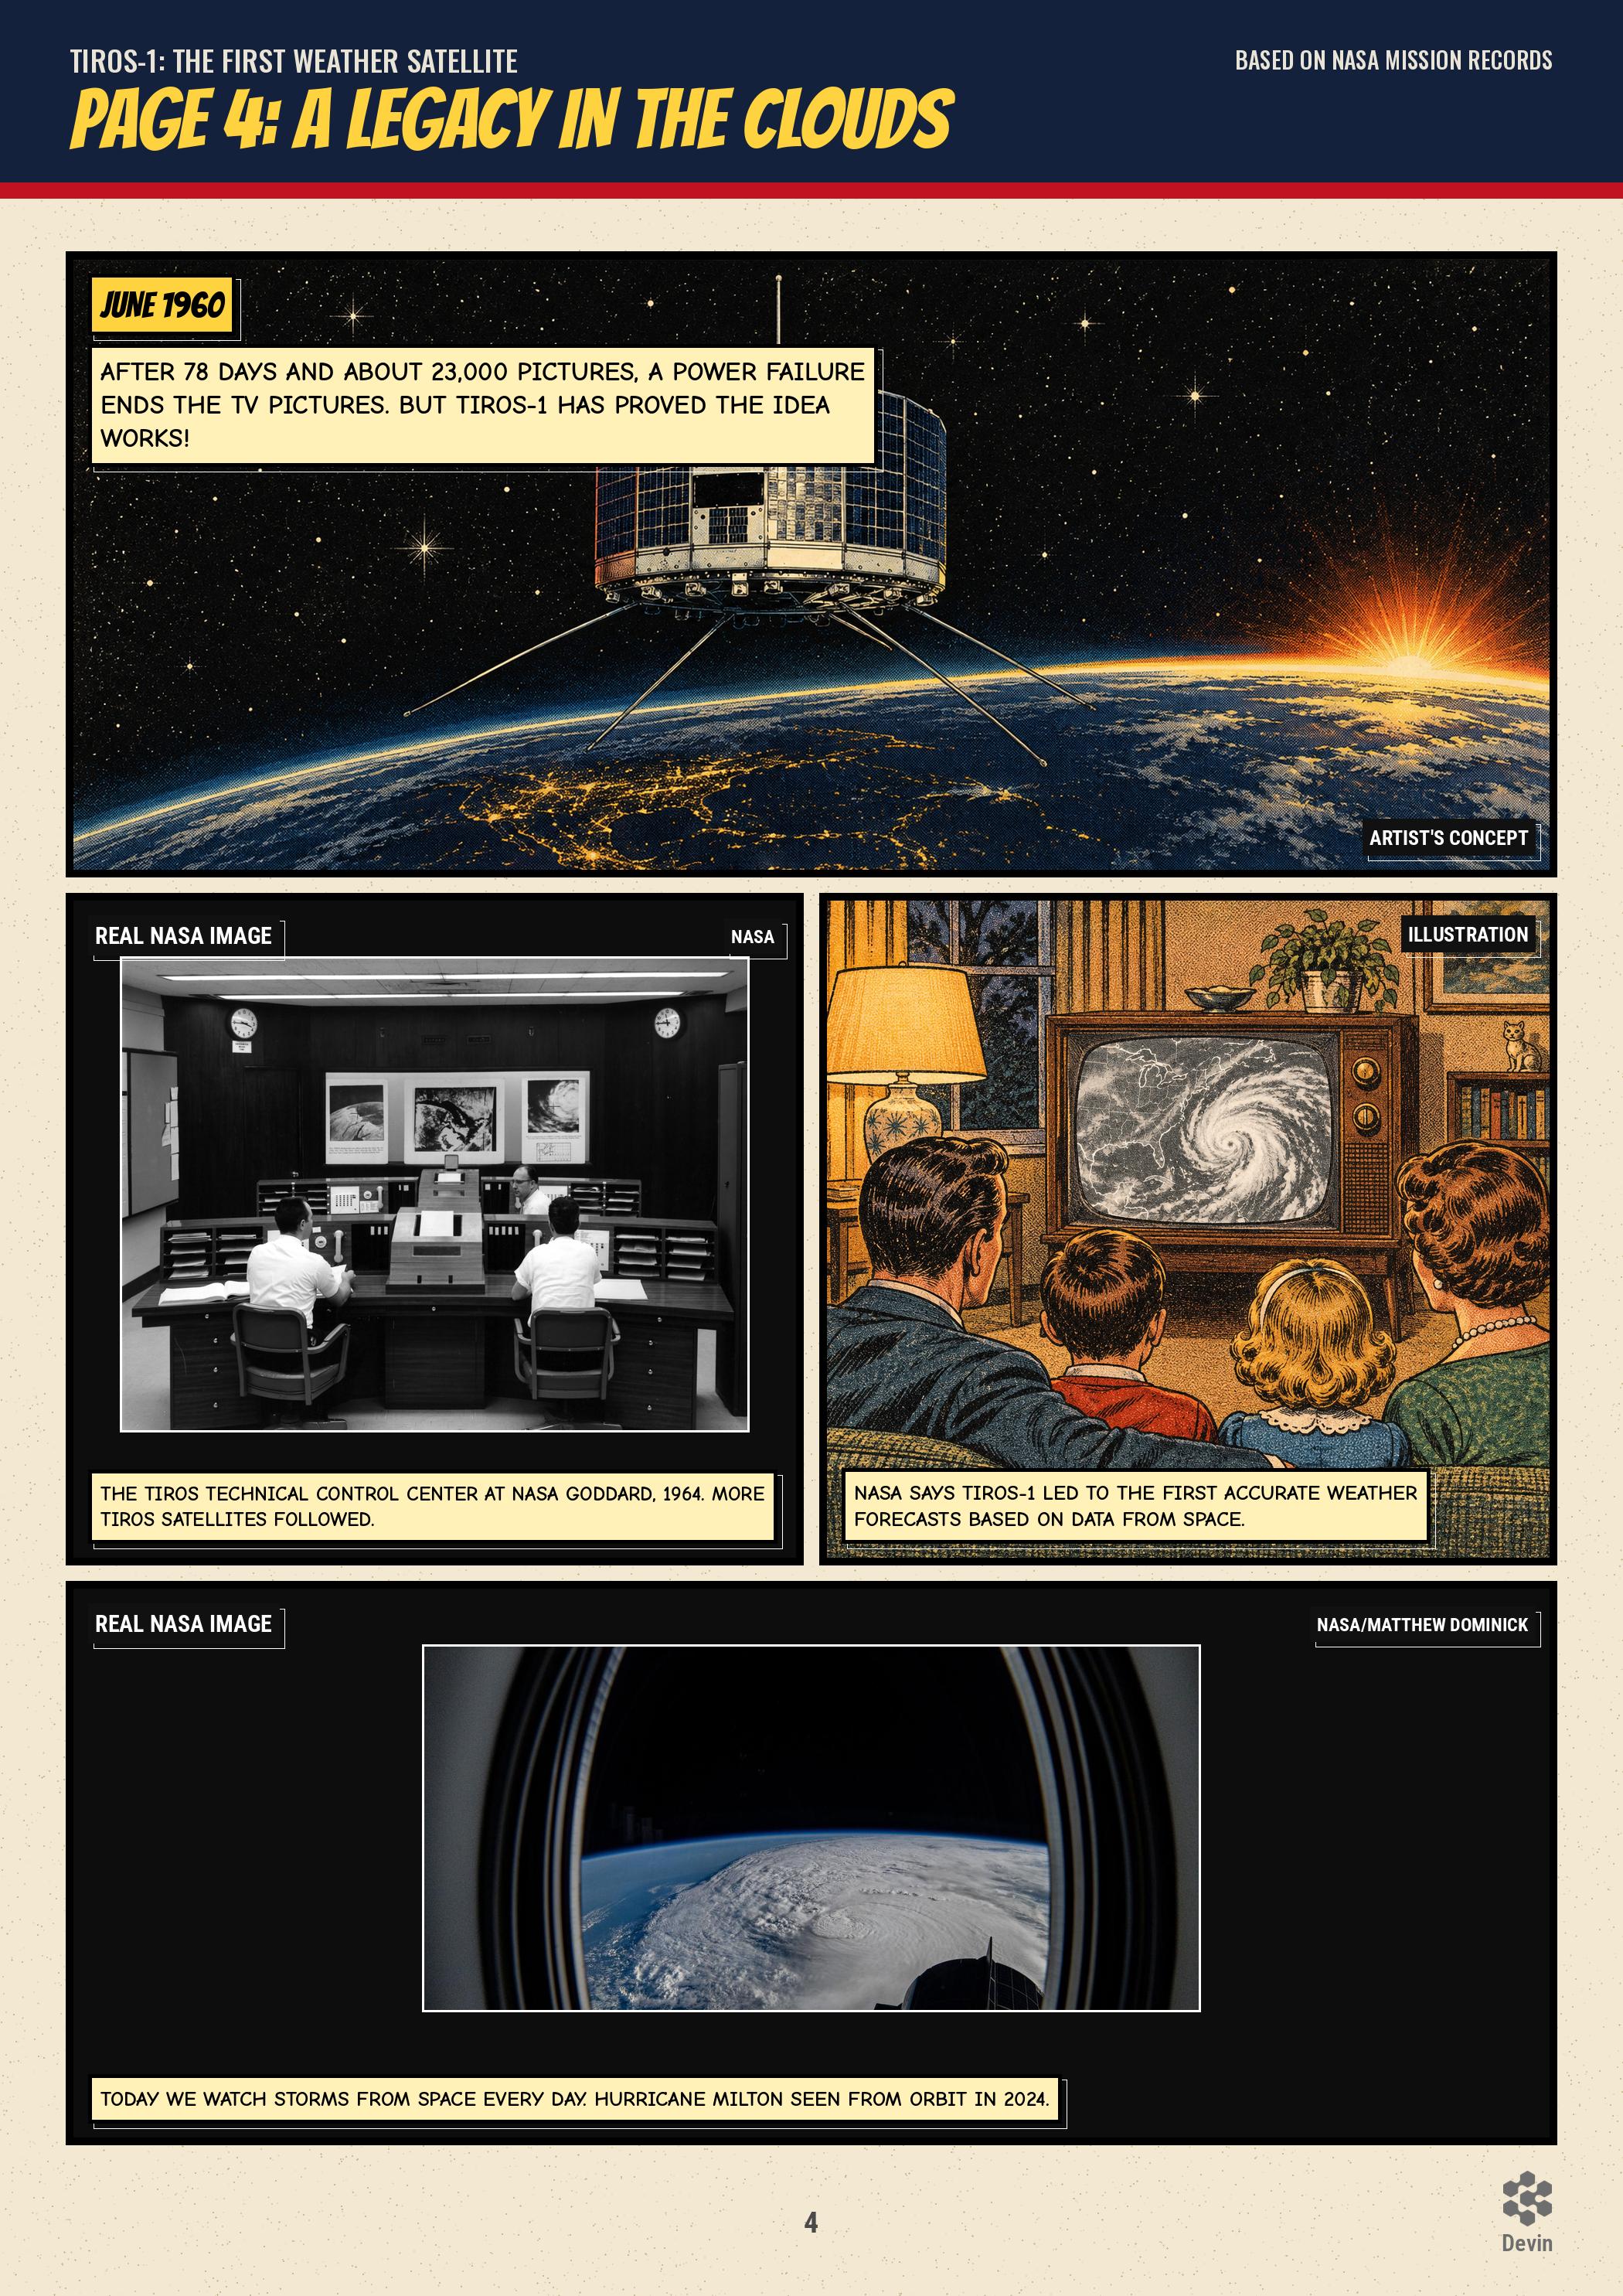 TIROS-1: THE FIRST WEATHER SATELLITE
BASED ON NASA MISSION RECORDS
PAGE 4: A LEGACY IN THE CLOUDS
JUNE 1960
AFTER 78 DAYS AND ABOUT 23,000 PICTURES, A POWER FAILURE
ENDS THE TV PICTURES. BUT TIROS-1 HAS PROVED THE IDEA
WORKS!
ARTIST'S CONCEPT
REAL NASA IMAGE
NASA
THE TIROS TECHNICAL CONTROL CENTER AT NASA GODDARD, 1964. MORE
TIROS SATELLITES FOLLOWED.
ILLUSTRATION
NASA SAYS TIROS-1 LED TO THE FIRST ACCURATE WEATHER
FORECASTS BASED ON DATA FROM SPACE.
REAL NASA IMAGE
NASA/MATTHEW DOMINICK
TODAY WE WATCH STORMS FROM SPACE EVERY DAY. HURRICANE MILTON SEEN FROM ORBIT IN 2024.
4
Devin